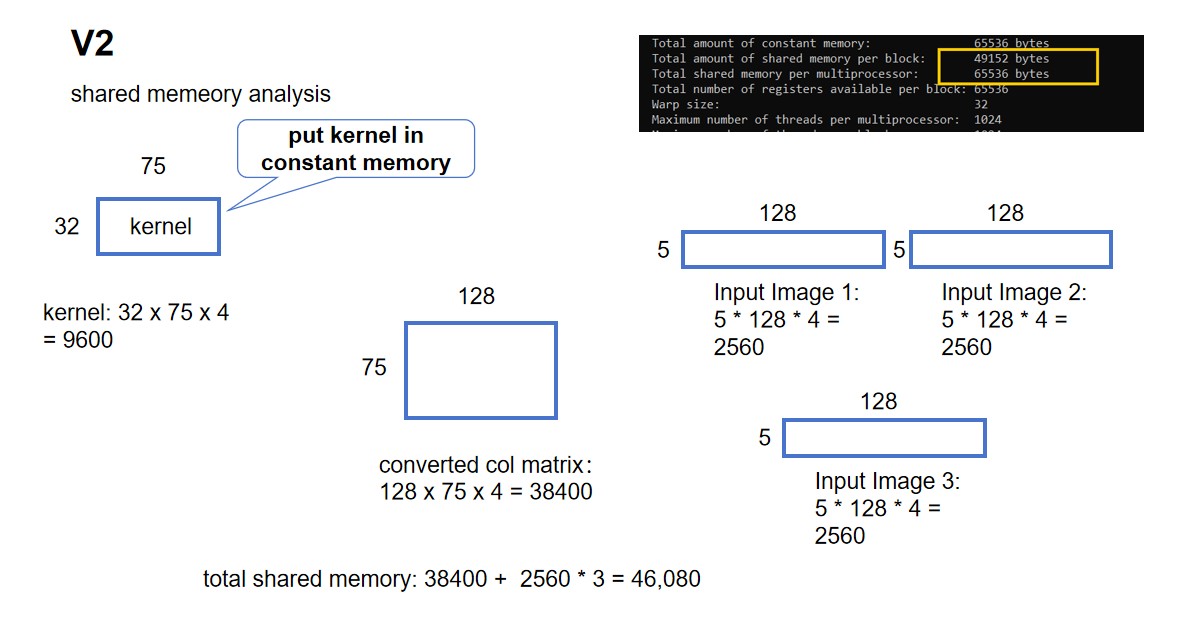 V2
shared memeory analysis
put kernel in
constant memory
75
32
kernel
kernel: 32 x 75 x 4
= 9600
128
75
converted col matrix:
128 x 75 x 4 = 38400
Total amount of constant memory: 65536 bytes
Total amount of shared memory per block: 49152 bytes
Total shared memory per multiprocessor: 65536 bytes
Total number of registers available per block: 65536
Warp size: 32
Maximum number of threads per multiprocessor: 1024
128
5
Input Image 1:
5 * 128 * 4 =
2560
128
5
Input Image 2:
5 * 128 * 4 =
2560
128
5
Input Image 3:
5 * 128 * 4 =
2560
total shared memory: 38400 + 2560 * 3 = 46,080